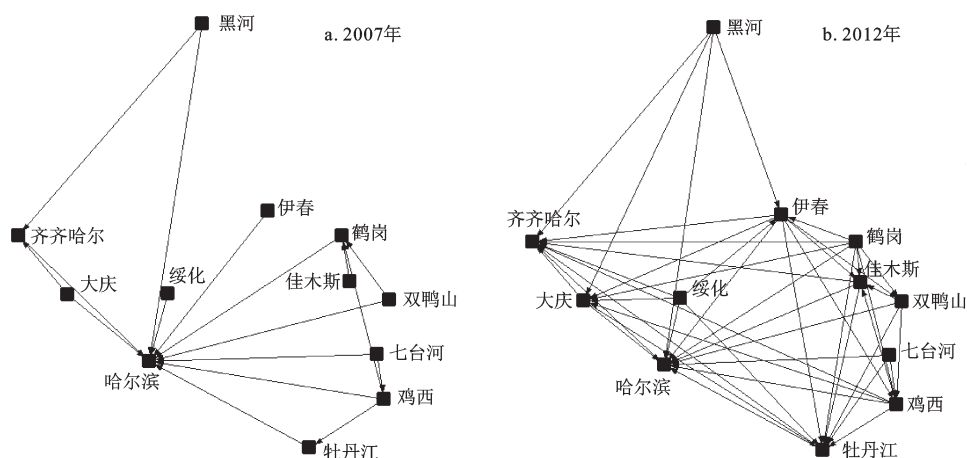 a. 2007年
黑河
伊春
齐齐哈尔
鹤岗
大庆
绥化
佳木斯
双鸭山
七台河
哈尔滨
鸡西
牡丹江
b. 2012年
黑河
伊春
齐齐哈尔
鹤岗
佳木斯
大庆
绥化
双鸭山
七台河
哈尔滨
鸡西
牡丹江